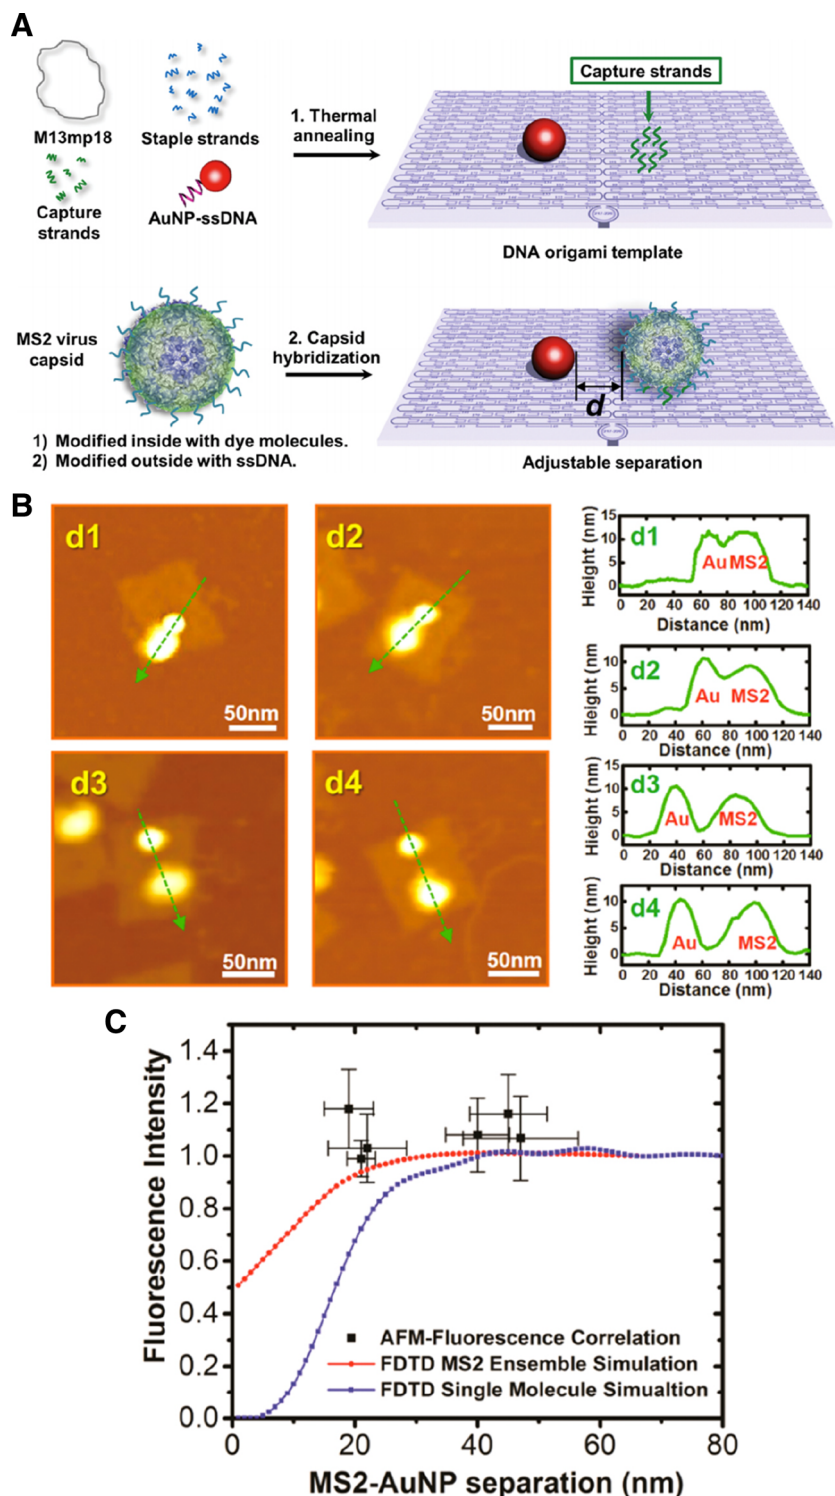 A
M13mp18
Staple strands
Capture
strands
AuNP-ssDNA
1. Thermal
annealing
Capture strands
DNA origami template
MS2 virus
capsid
2. Capsid
hybridization
d
1) Modified inside with dye molecules.
2) Modified outside with ssDNA.
Adjustable separation
B
d1
50nm
d2
50nm
d3
50nm
d4
50nm
Hieight (nm)
15
10
5
0
d1
Au MS2
0 20 40 60 80 100 120 140
Distance (nm)
Hieight (nm
10
5
0
d2
Au MS2
0 20 40 60 80 100 120 140
Distance (nm)
Hieight (nm)
15
10
5
0
d3
Au MS2
0 20 40 60 80 100 120 140
Distance (nm)
Hieight (nm)
10
5
0
d4
Au MS2
0 20 40 60 80 100 120 140
Distance (nm)
C
Fluorescence Intensity
1.4
1.2
1.0
0.8
0.6
0.4
0.2
0.0
AFM-Fluorescence Correlation
FDTD MS2 Ensemble Simulation
FDTD Single Molecule Simualtion
0 20 40 60 80
MS2-AuNP separation (nm)